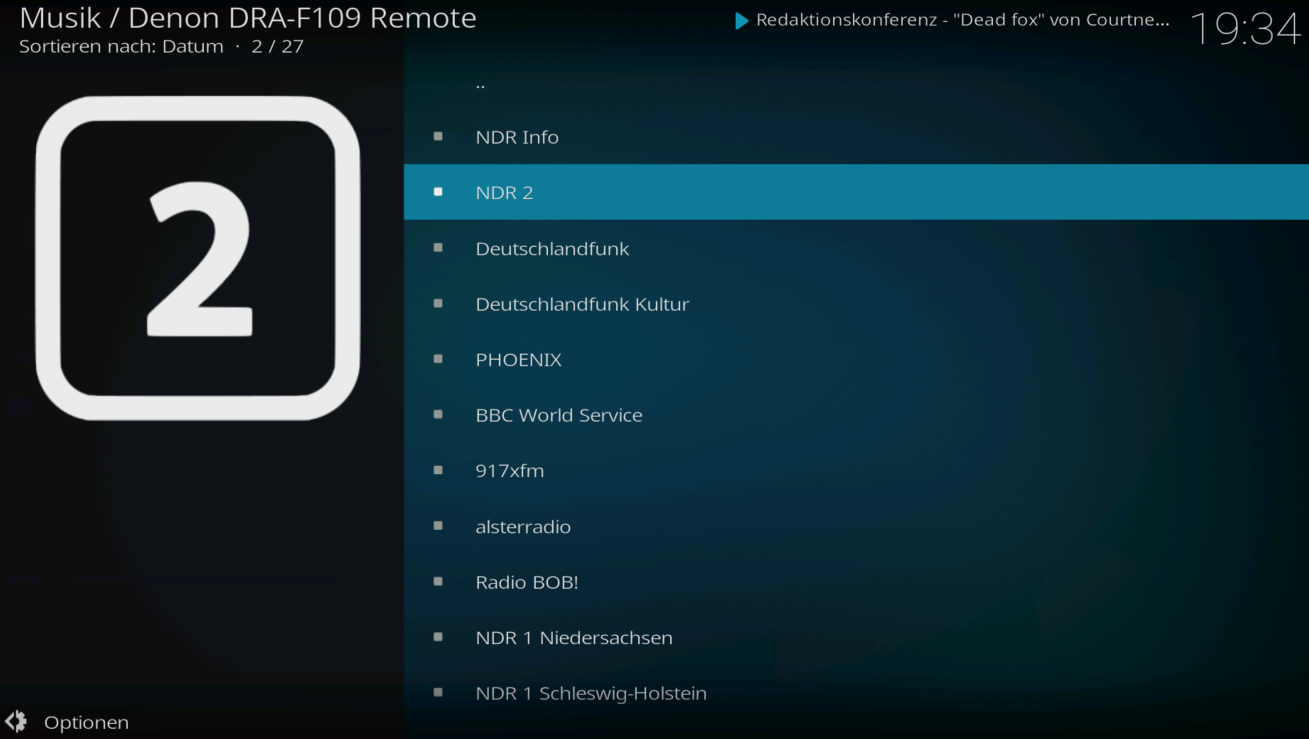 Musik / Denon DRA-F109 Remote
Sortieren nach: Datum · 2 / 27
Redaktionskonferenz - "Dead fox" von Courtne...
19:34
2
..
NDR Info
NDR 2
Deutschlandfunk
Deutschlandfunk Kultur
PHOENIX
BBC World Service
917xfm
alsterradio
Radio BOB!
NDR 1 Niedersachsen
NDR 1 Schleswig-Holstein
Optionen